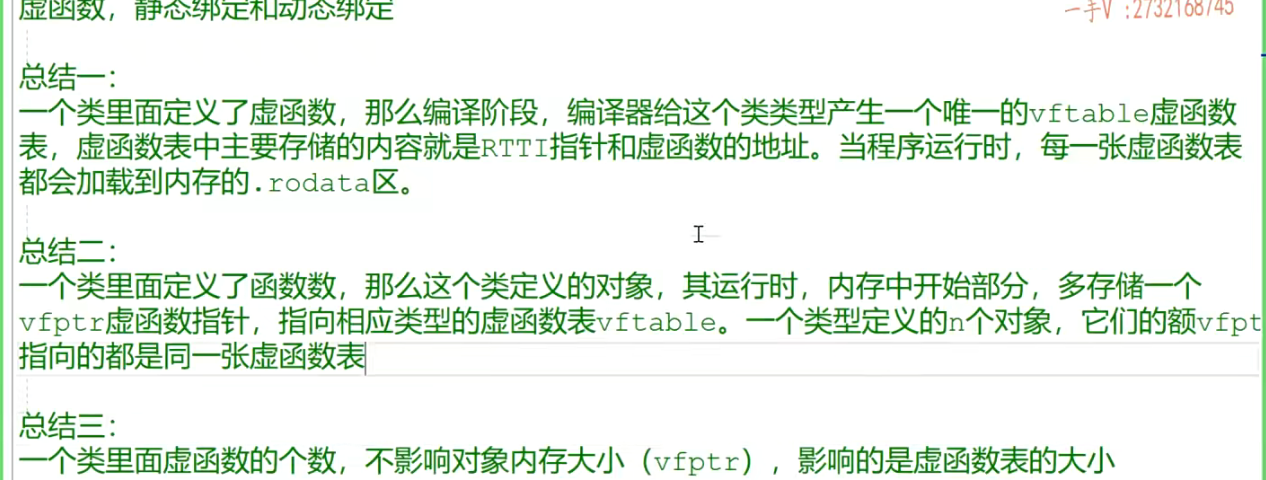 虚函数，静态绑定和动态绑定
一手V :2732168745
总结一：
一个类里面定义了虚函数，那么编译阶段，编译器给这个类类型产生一个唯一的vftable虚函数
表，虚函数表中主要存储的内容就是RTTI指针和虚函数的地址。当程序运行时，每一张虚函数表
都会加载到内存的.rodata区。
总结二：
一个类里面定义了函数数，那么这个类定义的对象，其运行时，内存中开始部分，多存储一个
vfptr虚函数指针，指向相应类型的虚函数表vftable。一个类型定义的n个对象，它们的额vfpt
指向的都是同一张虚函数表
总结三：
一个类里面虚函数的个数，不影响对象内存大小（vfptr），影响的是虚函数表的大小